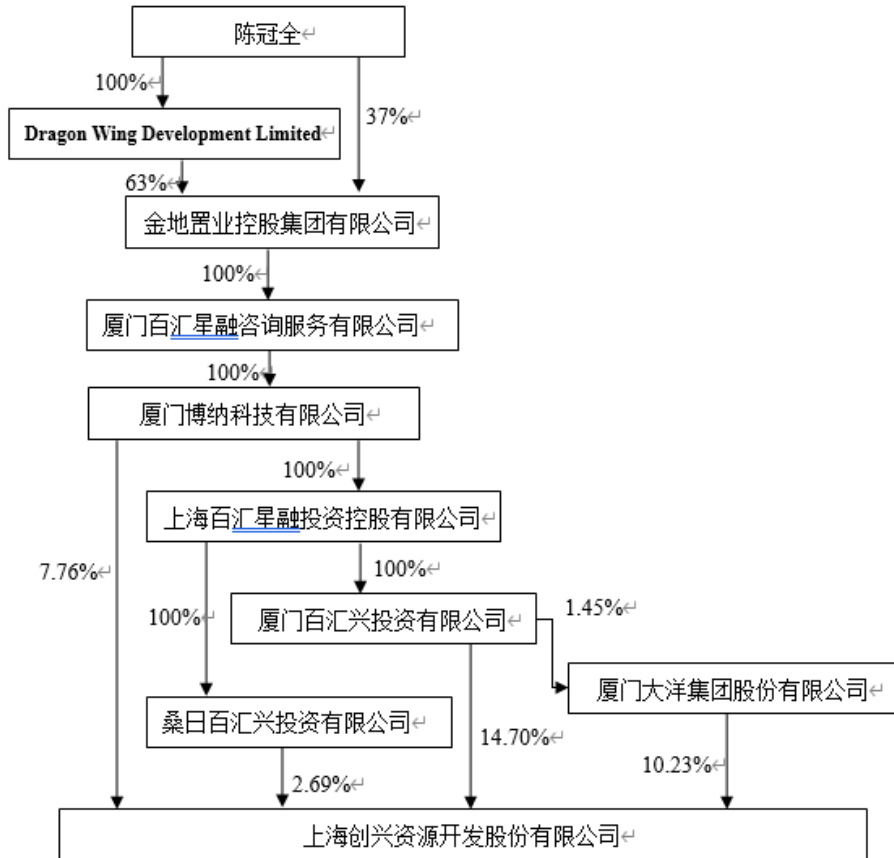 陈冠全↵
100%↵
37%↵
Dragon Wing Development Limited↵
63%↵
金地置业控股集团有限公司↵
100%↵
厦门百汇星融咨询服务有限公司↵
100%↵
厦门博纳科技有限公司↵
100%↵
上海百汇星融投资控股有限公司↵
7.76%↵
100%↵
100%↵
厦门百汇兴投资有限公司↵
1.45%↵
厦门大洋集团股份有限公司↵
桑日百汇兴投资有限公司↵
14.70%↵
10.23%↵
2.69%↵
上海创兴资源开发股份有限公司↵